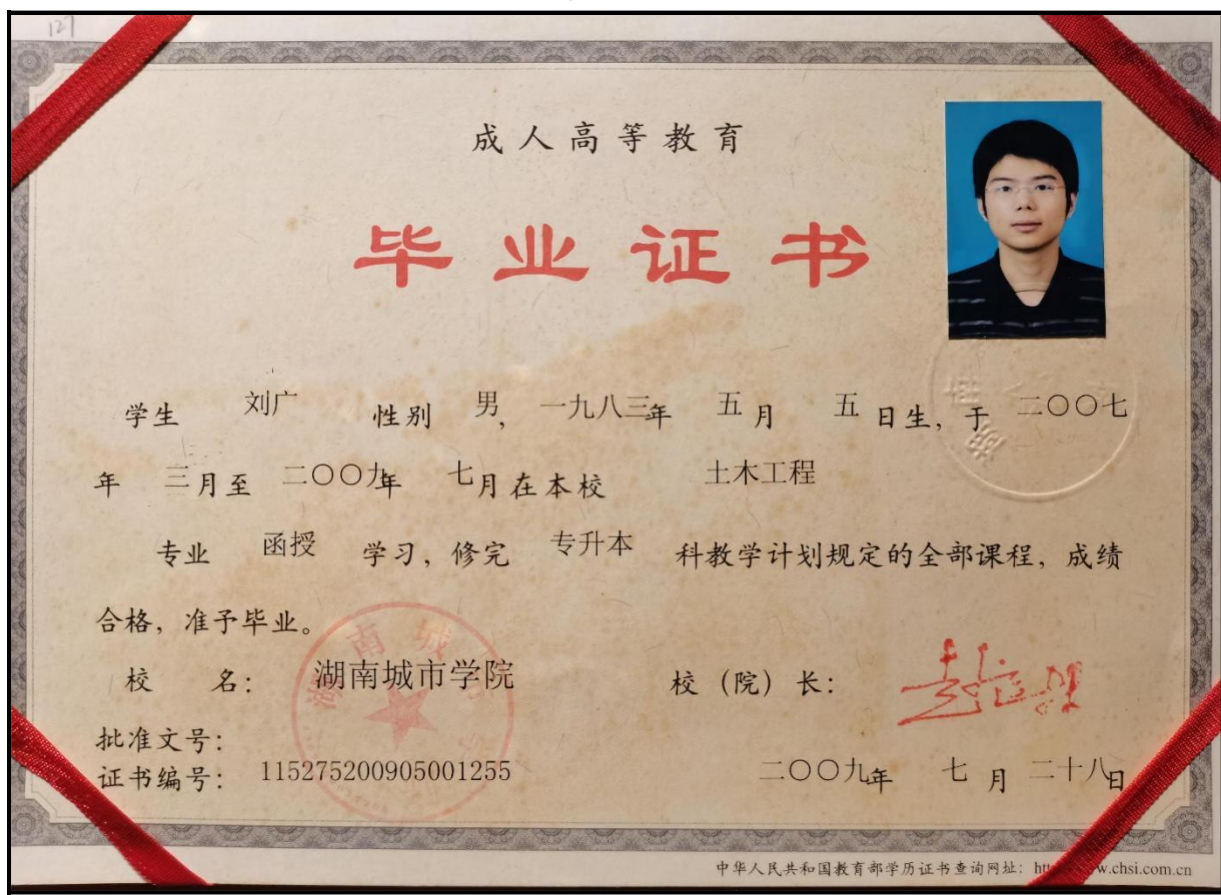 127
成人高等教育
毕业证书
学生 刘广 性别 男, 一九八三年 五月 五日生, 于 二〇〇七
年 三月至 二〇〇九年 七月在本校 土木工程
专业 函授 学习, 修完 专升本 科教学计划规定的全部课程, 成绩
合格, 准予毕业。
校 名: 湖南城市学院 校 (院) 长:
批准文号:
证书编号: 115275200905001255 二〇〇九年 七月 二十八日
中华人民共和国教育部学历证书查询网址: w.chsi.com.cn